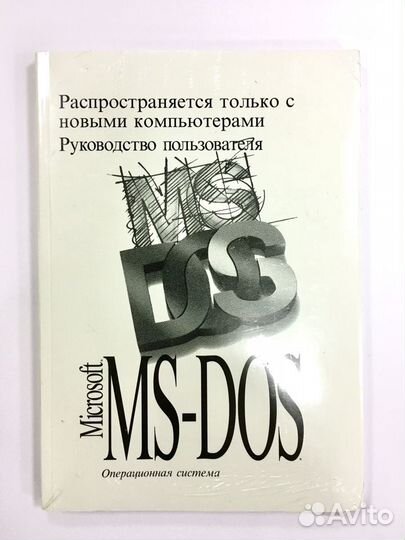 Распространяется только с
новыми компьютерами
Руководство пользователя
MS
DOS
Microsoft
MS-DOS
Операционная система
Avito